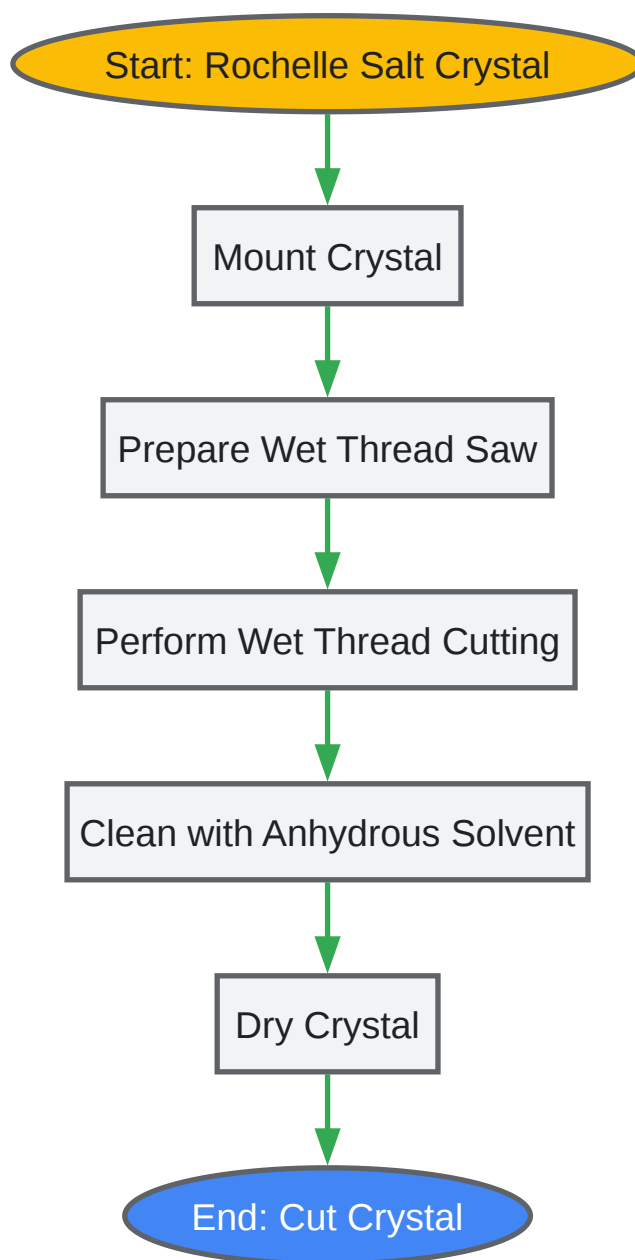 Start: Rochelle Salt Crystal
Mount Crystal
Prepare Wet Thread Saw
Perform Wet Thread Cutting
Clean with Anhydrous Solvent
Dry Crystal
End: Cut Crystal